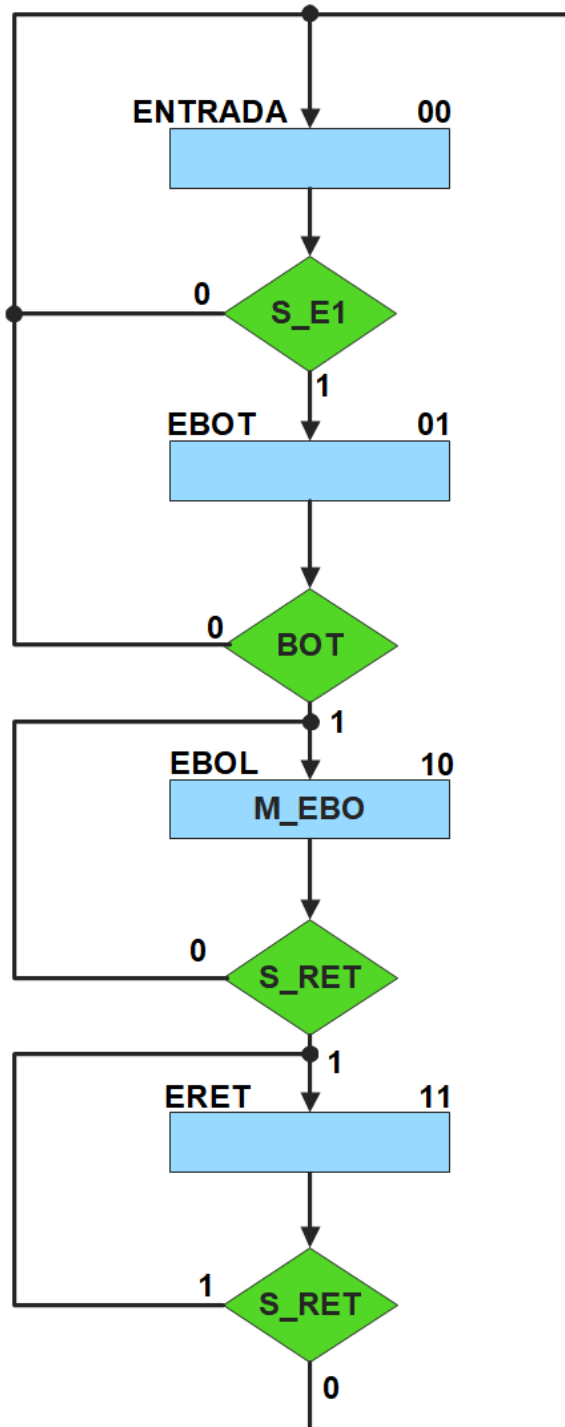 ENTRADA 00
0
S_E1
1
EBOT 01
0
BOT
1
EBOL 10
M_EBO
0
S_RET
1
ERET 11
1
S_RET
0